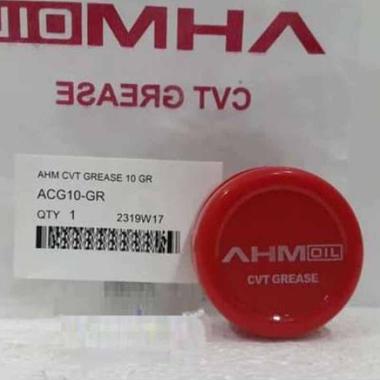 AHM OIL
CVT GREASE
AHM CVT GREASE 10 GR
ACG10-GR
QTY 1 2319W17
AHM OIL
CVT GREASE